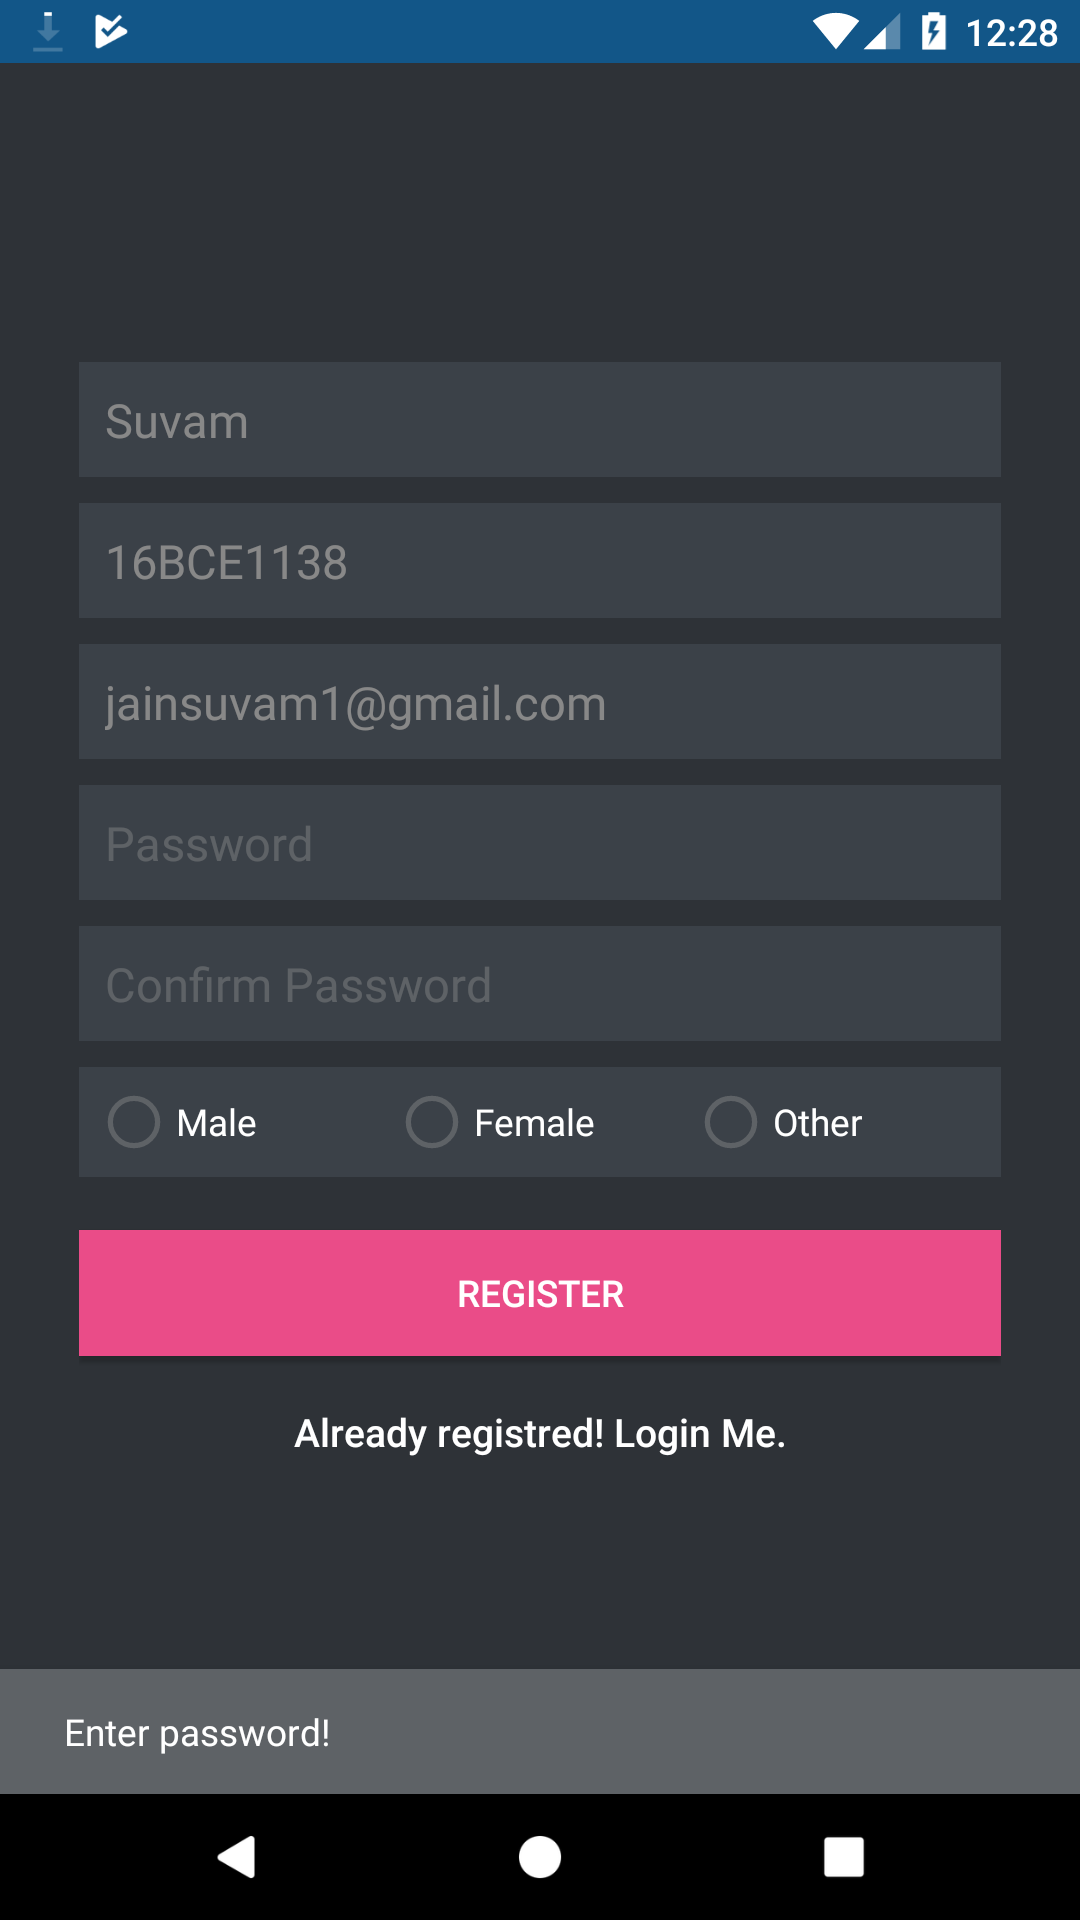 12:28
Suvam
16BCE1138
jainsuvam1@gmail.com
Password
Confirm Password
Male Female Other
REGISTER
Already registred! Login Me.
Enter password!